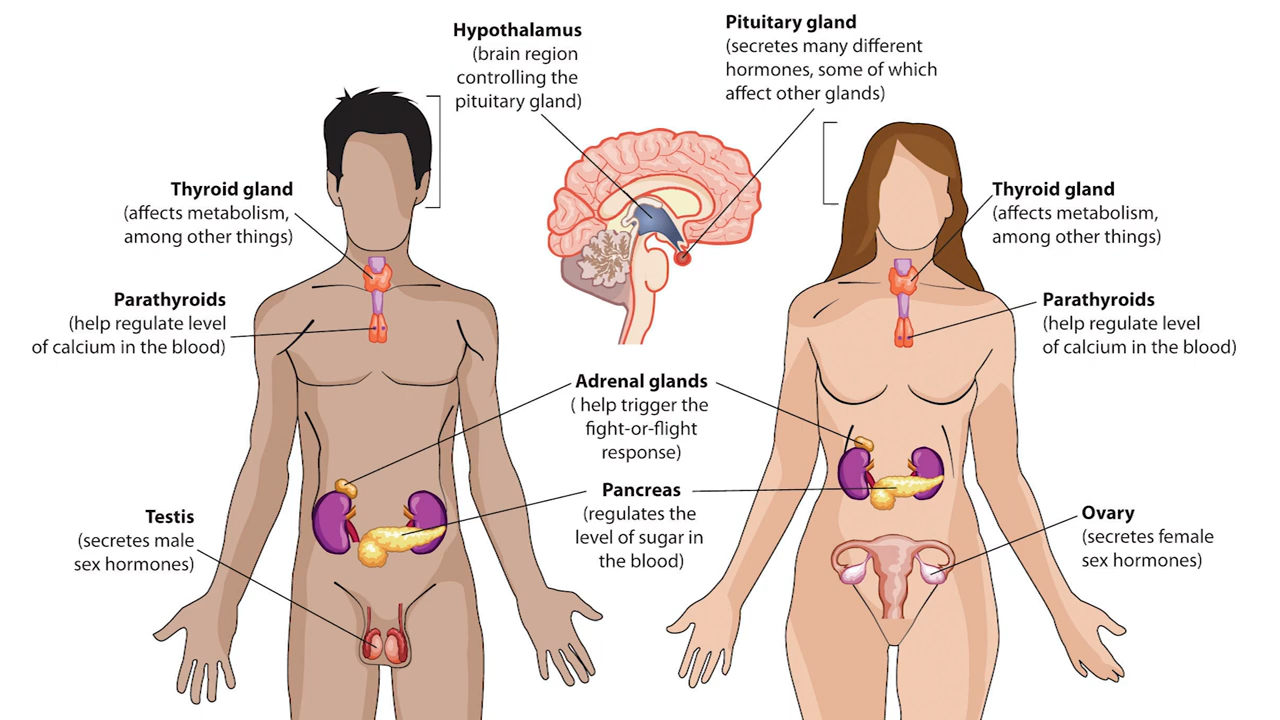 Hypothalamus
(brain region
controlling the
pituitary gland)
Pituitary gland
(secretes many different
hormones, some of which
affect other glands)
Thyroid gland
(affects metabolism,
among other things)
Thyroid gland
(affects metabolism,
among other things)
Parathyroids
(help regulate level
of calcium in the blood)
Parathyroids
(help regulate level
of calcium in the blood)
Adrenal glands
( help trigger the
fight-or-flight
response)
Pancreas
(regulates the
level of sugar in
the blood)
Testis
(secretes male
sex hormones)
Ovary
(secretes female
sex hormones)